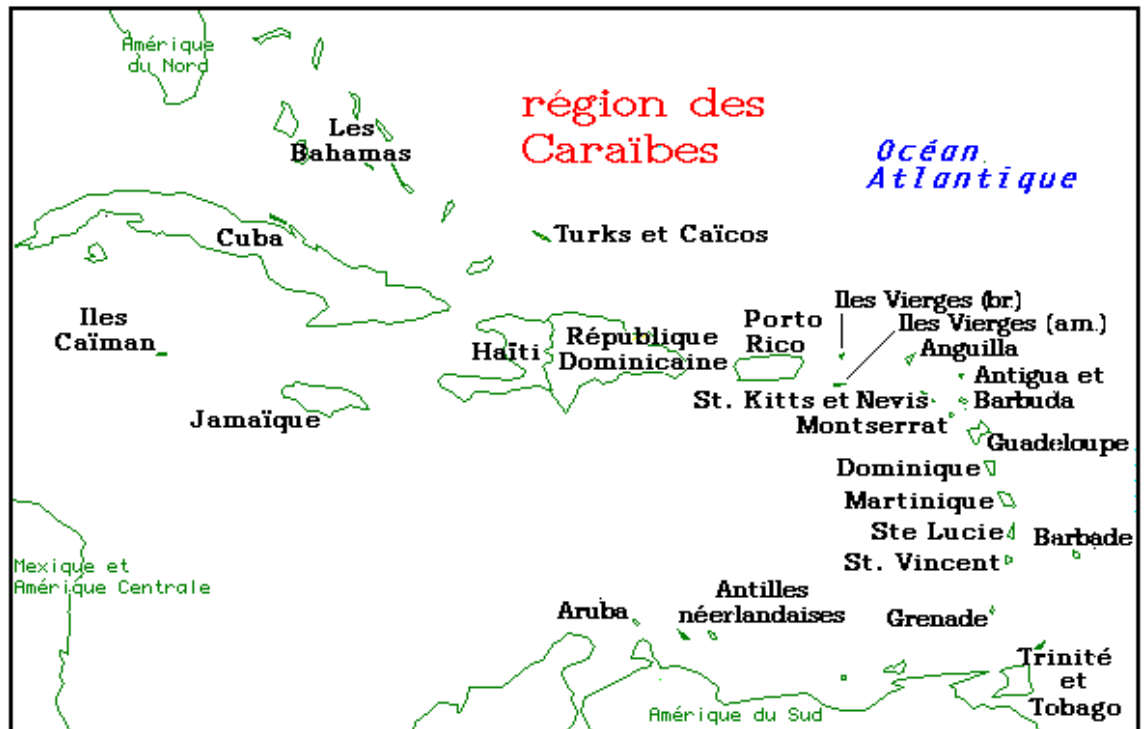 Amérique
du Nord
région des
Caraïbes
Les
Bahamas
Océan
Atlantique
Cuba
Turks et Caïcos
Iles Vierges (br.)
Iles Vierges (am.)
Iles
Caïman
Haïti
République
Dominicaine
Porto
Rico
Anguilla
Antigua et
Barbuda
Jamaïque
St. Kitts et Nevis
Montserrat
Guadeloupe
Dominique
Martinique
Ste Lucie
Barbade
St. Vincent
Mexique et
Amérique Centrale
Aruba
Antilles
néerlandaises
Grenade
Trinité
et
Tobago
Amérique du Sud